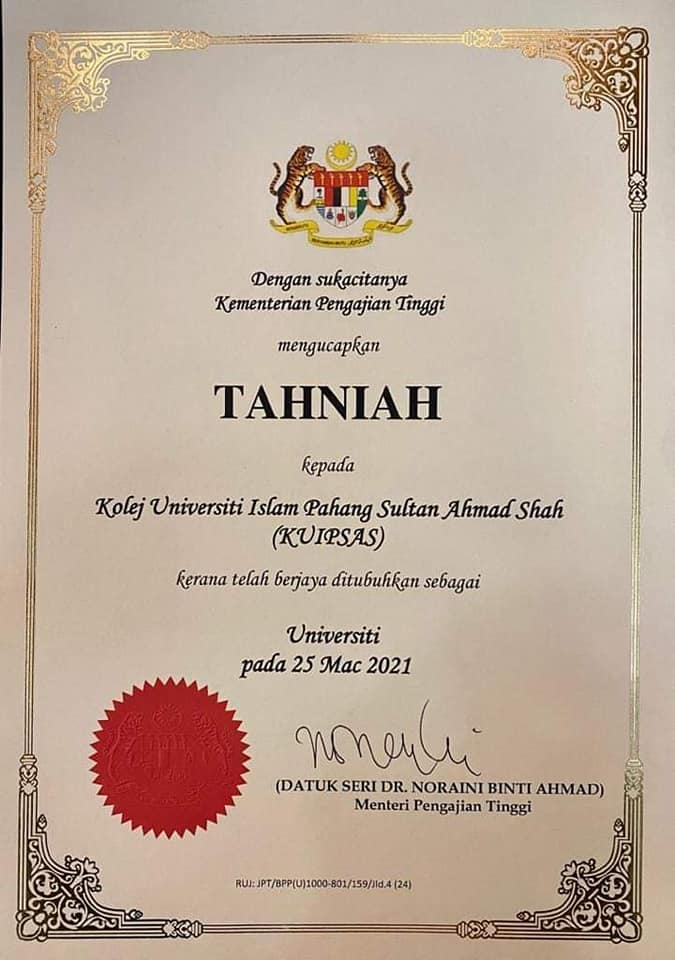 Dengan sukacitanya
Kementerian Pengajian Tinggi
mengucapkan
TAHNIAH
kepada
Kolej Universiti Islam Pahang Sultan Ahmad Shah
(KUIPSAS)
kerana telah berjaya ditubuhkan sebagai
Universiti
pada 25 Mac 2021
(DATUK SERI DR. NORAINI BINTI AHMAD)
Menteri Pengajian Tinggi
RUJ: JPT/BPP(U)1000-801/159/Jld.4 (24)